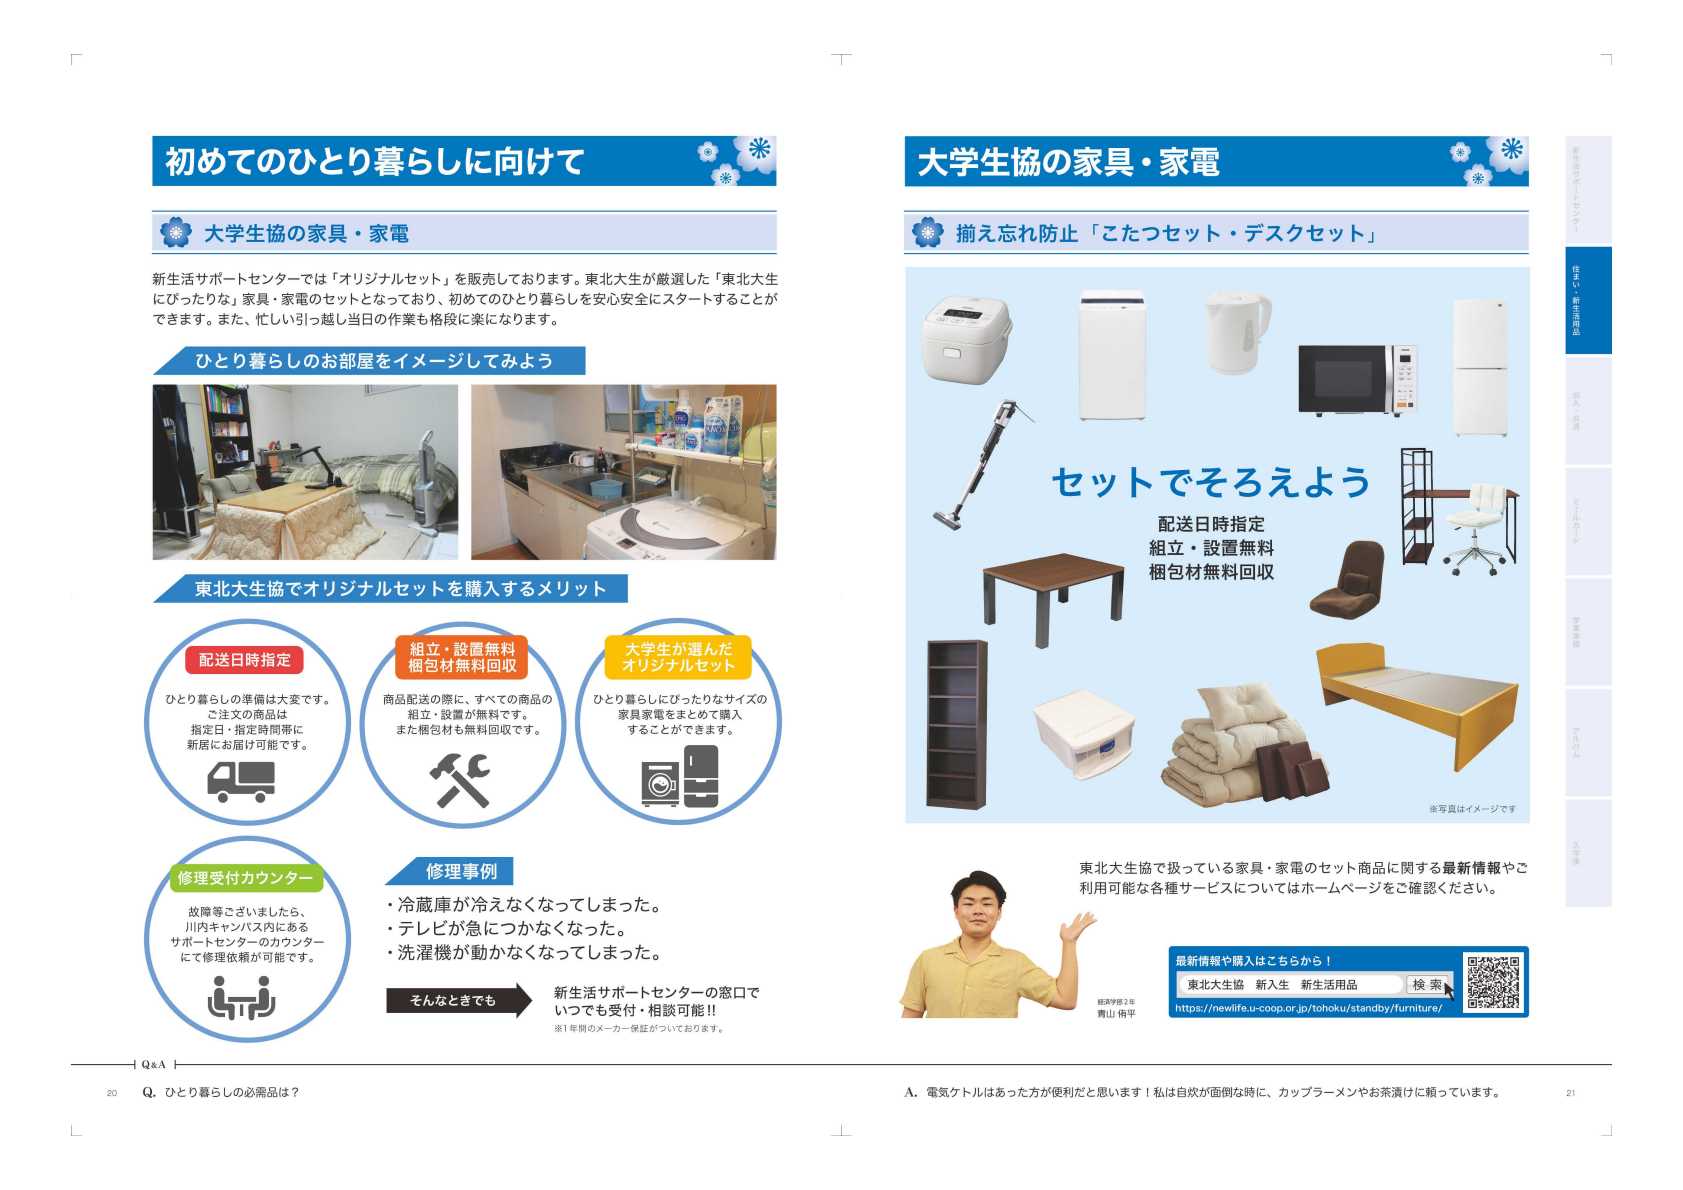 初めてのひとり暮らしに向けて
大学生協の家具・家電
新生活サポートセンターでは「オリジナルセット」を販売しております。東北大生が厳選した「東北大生
にぴったりな」家具・家電のセットとなっており、初めてのひとり暮らしを安心安全にスタートすることが
できます。また、忙しい引っ越し当日の作業も格段に楽になります。
ひとり暮らしのお部屋をイメージしてみよう
東北大生協でオリジナルセットを購入するメリット
配送日時指定
ひとり暮らしの準備は大変です。
ご注文の商品は
指定日・指定時間帯に
新居にお届け可能です。
組立・設置無料
梱包材無料回収
商品配送の際に、すべての商品の
組立・設置が無料です。
また梱包材も無料回収です。
大学生が選んだ
オリジナルセット
ひとり暮らしにぴったりなサイズの
家具家電をまとめて購入
することができます。
修理受付カウンター
故障等ございましたら、
川内キャンパス内にある
サポートセンターのカウンター
にて修理依頼が可能です。
修理事例
・冷蔵庫が冷えなくなってしまった。
・テレビが急につかなくなった。
・洗濯機が動かなくなってしまった。
そんなときでも
新生活サポートセンターの窓口で
いつでも受付・相談可能!!
※1年間のメーカー保証がついております。
Q&A
20
Q. ひとり暮らしの必需品は？
大学生協の家具・家電
揃え忘れ防止「こたつセット・デスクセット」
セットでそろえよう
配送日時指定
組立・設置無料
梱包材無料回収
※写真はイメージです
東北大生協で扱っている家具・家電のセット商品に関する最新情報やご
利用可能な各種サービスについてはホームページをご確認ください。
経済学部2年
青山 侑平
最新情報や購入はこちらから！
東北大生協 新入生 新生活用品
検 索
https://newlife.u-coop.or.jp/tohoku/standby/furniture/
A. 電気ケトルはあった方が便利だと思います！私は自炊が面倒な時に、カップラーメンやお茶漬けに頼っています。
21
新生活サポートセンター
住まい・新生活用品
加入・共済
ミールカード
学業準備
アルバム
入学後